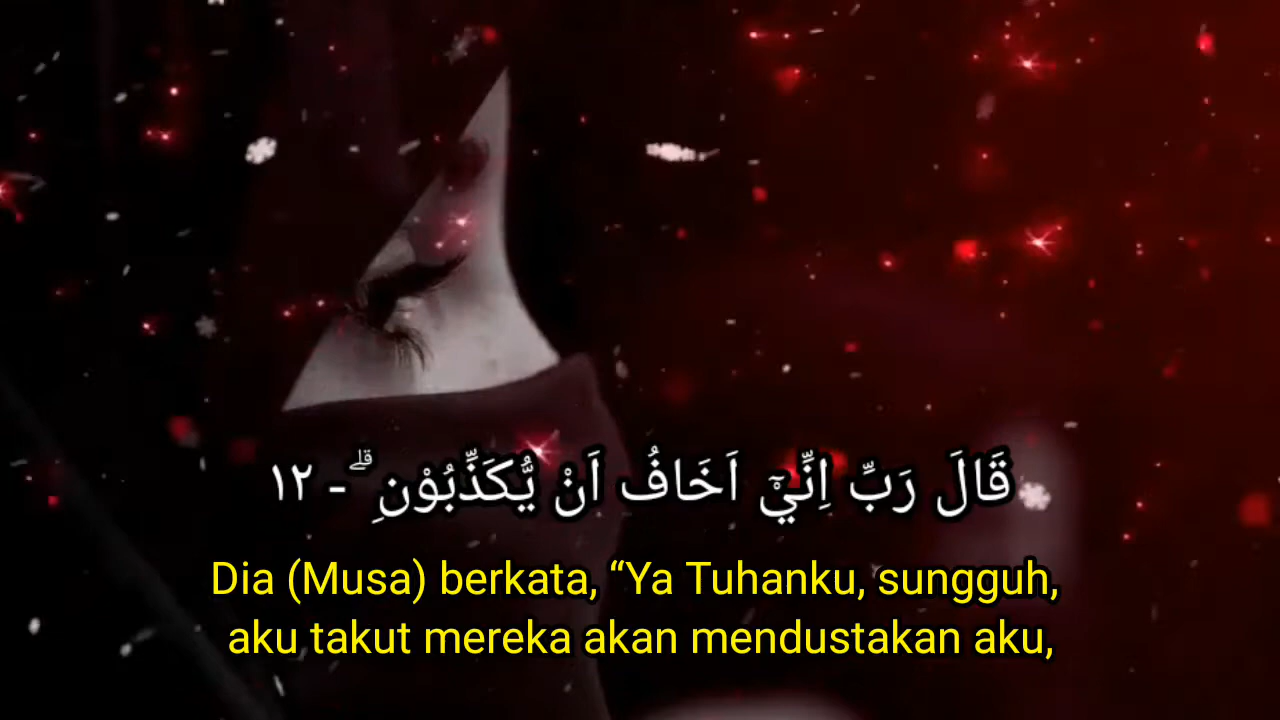 قَالَ رَبِّ اِنِّيْٓ اَخَافُ اَنْ يُّكَذِّبُوْنِ ۗ - ١٢
Dia (Musa) berkata, “Ya Tuhanku, sungguh,
aku takut mereka akan mendustakan aku,